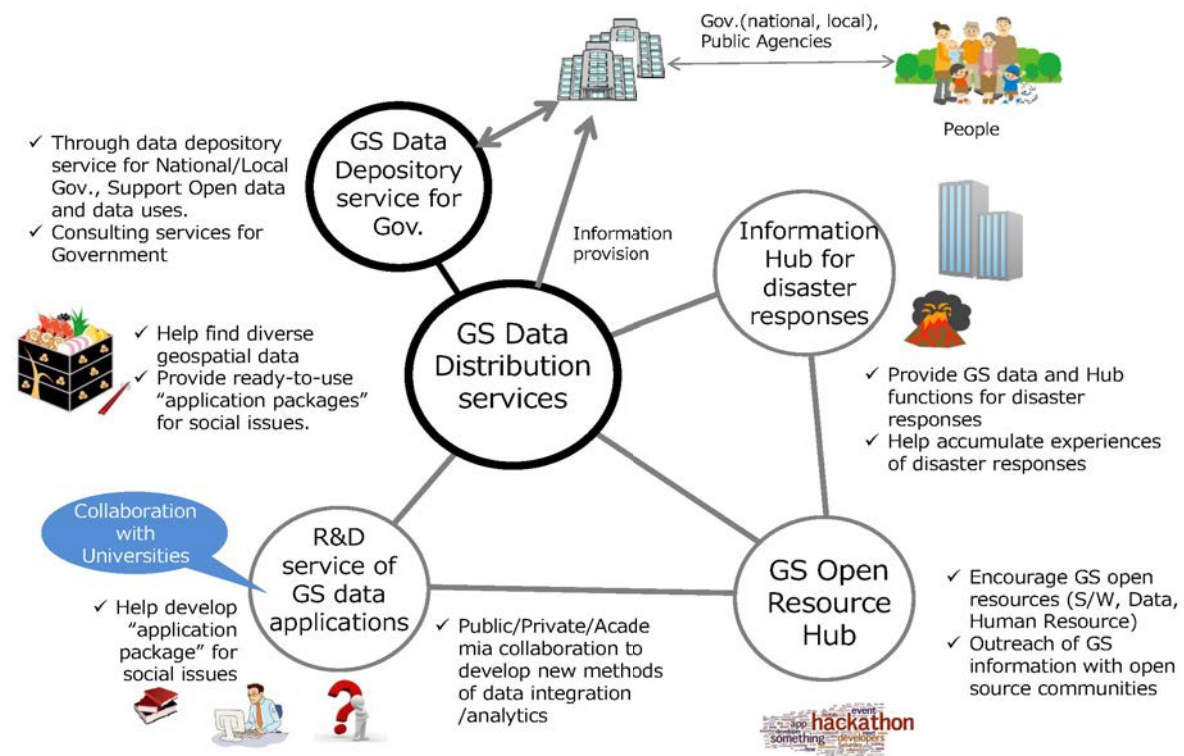 Gov.(national, local),
Public Agencies
People
✓ Through data depository
service for National/Local
Gov., Support Open data
and data uses.
✓ Consulting services for
Government
GS Data
Depository
service for
Gov.
Information
provision
Information
Hub for
disaster
responses
✓ Help find diverse
geospatial data
✓ Provide ready-to-use
“application packages”
for social issues.
GS Data
Distribution
services
✓ Provide GS data and Hub
functions for disaster
responses
✓ Help accumulate experiences
of disaster responses
Collaboration
with
Universities
R&D
service of
GS data
applications
✓ Help develop
“application
package” for
social issues
✓ Public/Private/Acade
mia collaboration to
develop new methods
of data integration
/analytics
GS Open
Resource
Hub
✓ Encourage GS open
resources (S/W, Data,
Human Resource)
✓ Outreach of GS
information with open
source communities
event
app hackathon
something developers